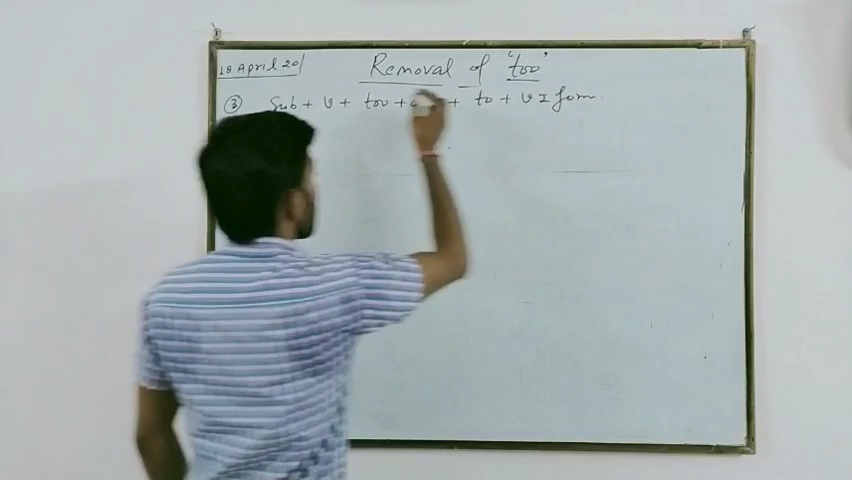 18 April 20
Removal of 'too'
③ Sub + V + too + + to + V I form.